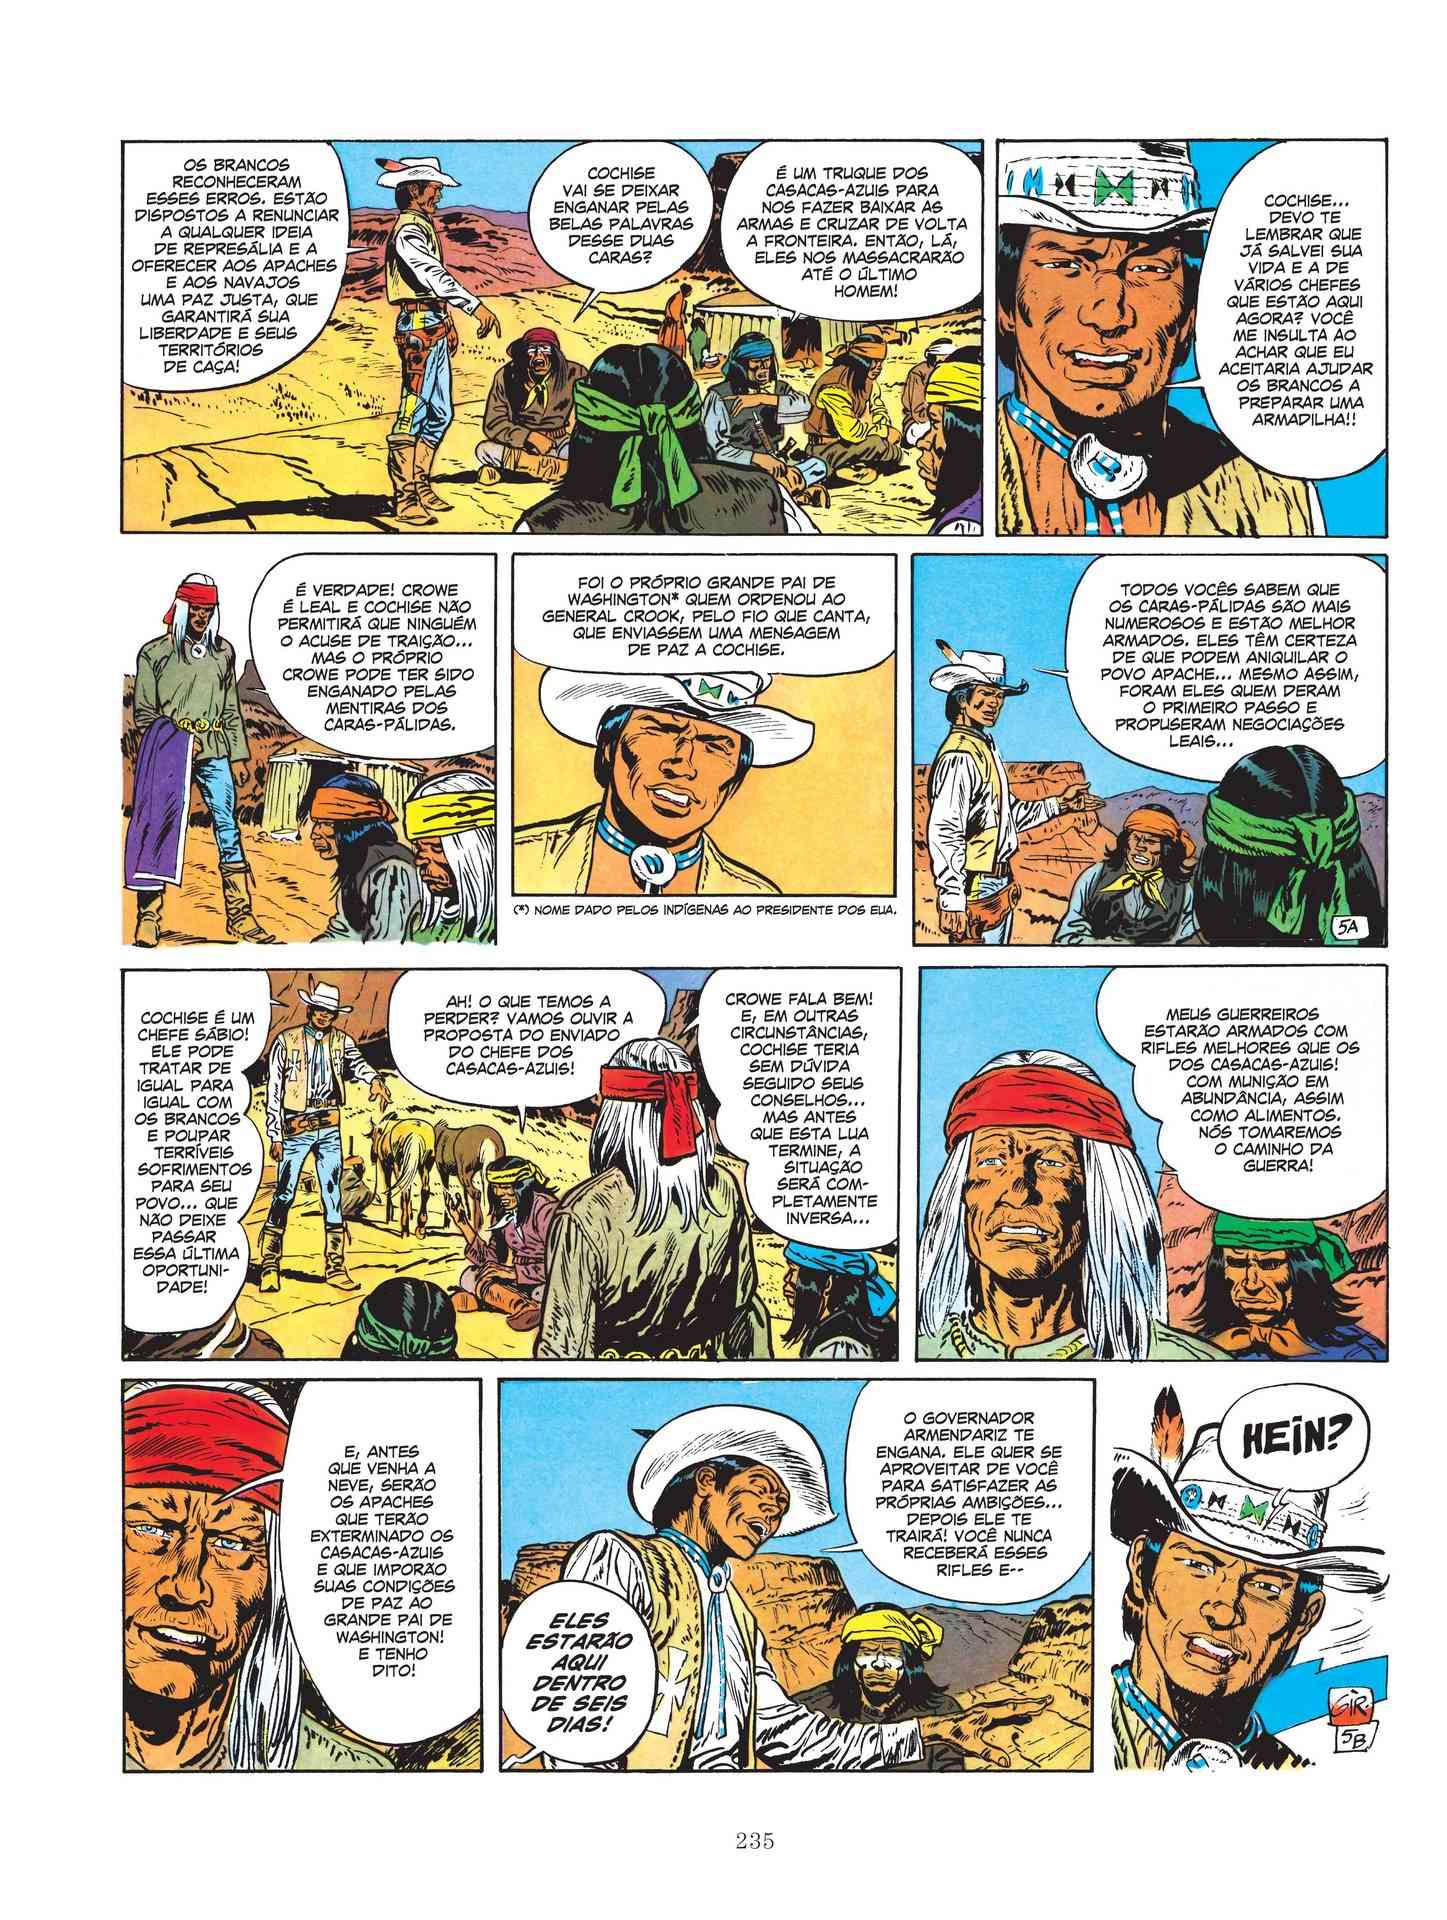 OS BRANCOS
RECONHECERAM
ESSES ERROS. ESTÃO
DISPOSTOS A RENUNCIAR
A QUALQUER IDEIA
DE REPRESÁLIA E A
OFERECER AOS APACHES
E AOS NAVAJOS
UMA PAZ JUSTA, QUE
GARANTIRÁ SUA
LIBERDADE E SEUS
TERRITÓRIOS
DE CAÇA!
COCHISE
VAI SE DEIXAR
ENGANAR PELAS
BELAS PALAVRAS
DESSE DUAS
CARAS?
É UM TRUQUE DOS
CASACAS-AZUIS PARA
NOS FAZER BAIXAR AS
ARMAS E CRUZAR DE VOLTA
A FRONTEIRA. ENTÃO, LÁ,
ELES NOS MASSACRARÃO
ATÉ O ÚLTIMO
HOMEM!
COCHISE...
DEVO TE
LEMBRAR QUE
JÁ SALVEI SUA
VIDA E A DE
VÁRIOS CHEFES
QUE ESTÃO AQUI
AGORA? VOCÊ
ME INSULTA AO
ACHAR QUE EU
ACEITARIA AJUDAR
OS BRANCOS A
PREPARAR UMA
ARMADILHA!!
É VERDADE! CROWE
É LEAL E COCHISE NÃO
PERMITIRÁ QUE NINGUÉM
O ACUSE DE TRAIÇÃO...
MAS O PRÓPRIO
CROWE PODE TER SIDO
ENGANADO PELAS
MENTIRAS DOS
CARAS-PÁLIDAS.
FOI O PRÓPRIO GRANDE PAI DE
WASHINGTON* QUEM ORDENOU AO
GENERAL CROOK, PELO FIO QUE CANTA,
QUE ENVIASSEM UMA MENSAGEM
DE PAZ A COCHISE.
(*) NOME DADO PELOS INDÍGENAS AO PRESIDENTE DOS EUA.
TODOS VOCÊS SABEM QUE
OS CARAS-PÁLIDAS SÃO MAIS
NUMEROSOS E ESTÃO MELHOR
ARMADOS. ELES TÊM CERTEZA
DE QUE PODEM ANIQUILAR O
POVO APACHE... MESMO ASSIM,
FORAM ELES QUEM DERAM
O PRIMEIRO PASSO E
PROPUSERAM NEGOCIAÇÕES
LEAIS...
5A
COCHISE É UM
CHEFE SÁBIO!
ELE PODE
TRATAR DE
IGUAL PARA
IGUAL COM
OS BRANCOS
E POUPAR
TERRÍVEIS
SOFRIMENTOS
PARA SEU
POVO... QUE
NÃO DEIXE
PASSAR
ESSA ÚLTIMA
OPORTUNI-
DADE!
AH! O QUE TEMOS A
PERDER? VAMOS OUVIR A
PROPOSTA DO ENVIADO
DO CHEFE DOS
CASACAS-AZUIS!
CROWE FALA BEM!
E, EM OUTRAS
CIRCUNSTÂNCIAS,
COCHISE TERIA
SEM DÚVIDA
SEGUIDO SEUS
CONSELHOS...
MAS ANTES
QUE ESTA LUA
TERMINE, A
SITUAÇÃO
SERÁ COM-
PLETAMENTE
INVERSA...
MEUS GUERREIROS
ESTARÃO ARMADOS COM
RIFLES MELHORES QUE OS
DOS CASACAS-AZUIS!
COM MUNIÇÃO EM
ABUNDÂNCIA, ASSIM
COMO ALIMENTOS.
NÓS TOMAREMOS
O CAMINHO DA
GUERRA!
E, ANTES
QUE VENHA A
NEVE, SERÃO
OS APACHES
QUE TERÃO
EXTERMINADO OS
CASACAS-AZUIS
E QUE IMPORÃO
SUAS CONDIÇÕES
DE PAZ AO
GRANDE PAI DE
WASHINGTON!
E TENHO
DITO!
O GOVERNADOR
ARMENDARIZ TE
ENGANA. ELE QUER SE
APROVEITAR DE VOCÊ
PARA SATISFAZER AS
PRÓPRIAS AMBIÇÕES...
DEPOIS ELE TE
TRAIRÁ! VOCÊ NUNCA
RECEBERÁ ESSES
RIFLES E--
ELES
ESTARÃO
AQUI
DENTRO
DE SEIS
DIAS!
HEIN?
GIR.
5B
235